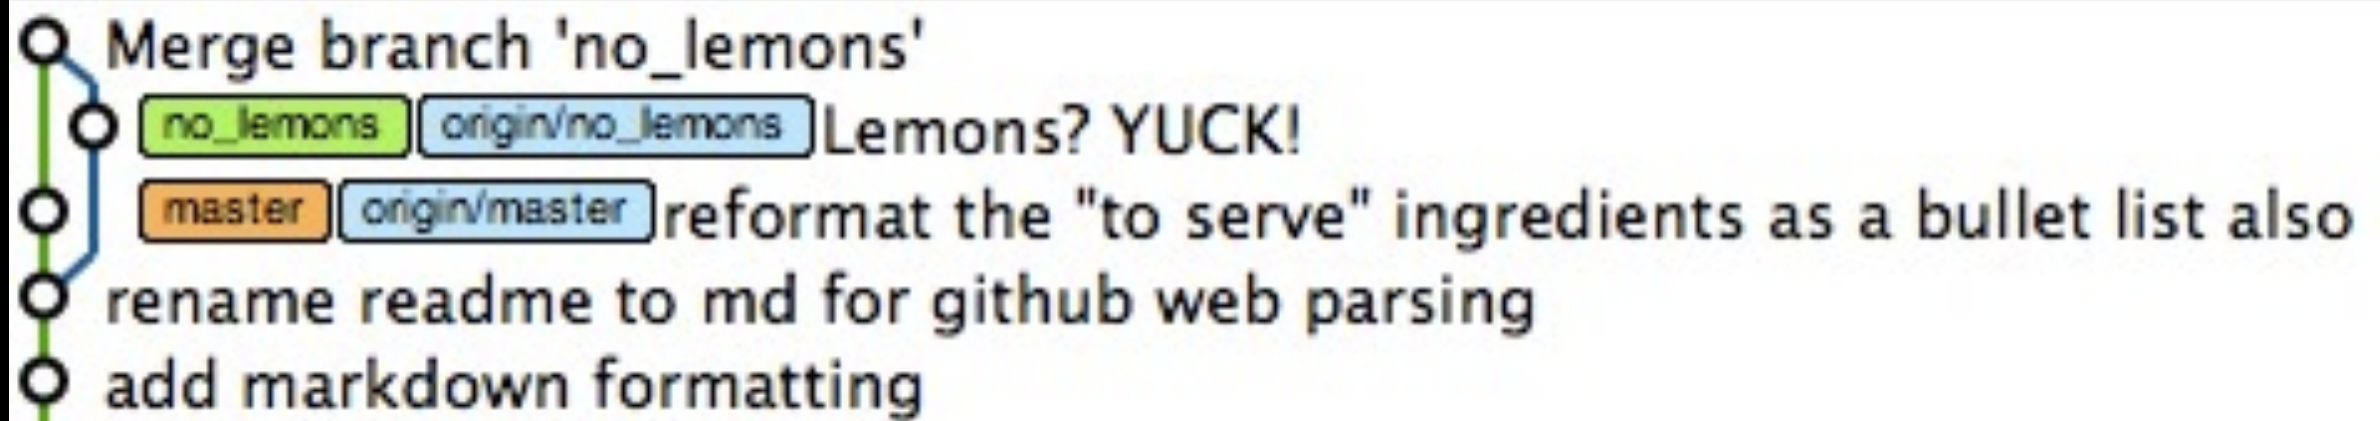 Merge branch 'no_lemons'
no_lemons origin/no_lemons Lemons? YUCK!
master origin/master reformat the "to serve" ingredients as a bullet list also
rename readme to md for github web parsing
add markdown formatting